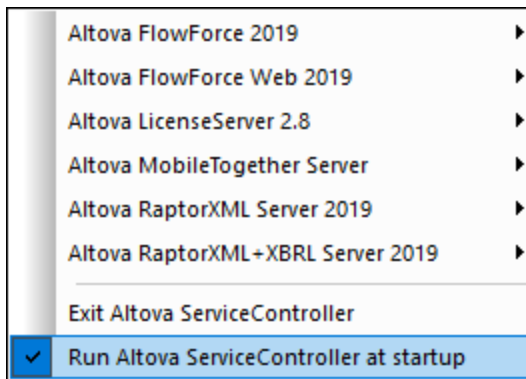 Altova FlowForce 2019
Altova FlowForce Web 2019
Altova LicenseServer 2.8
Altova MobileTogether Server
Altova RaptorXML Server 2019
Altova RaptorXML+XBRL Server 2019
Exit Altova ServiceController
Run Altova ServiceController at startup